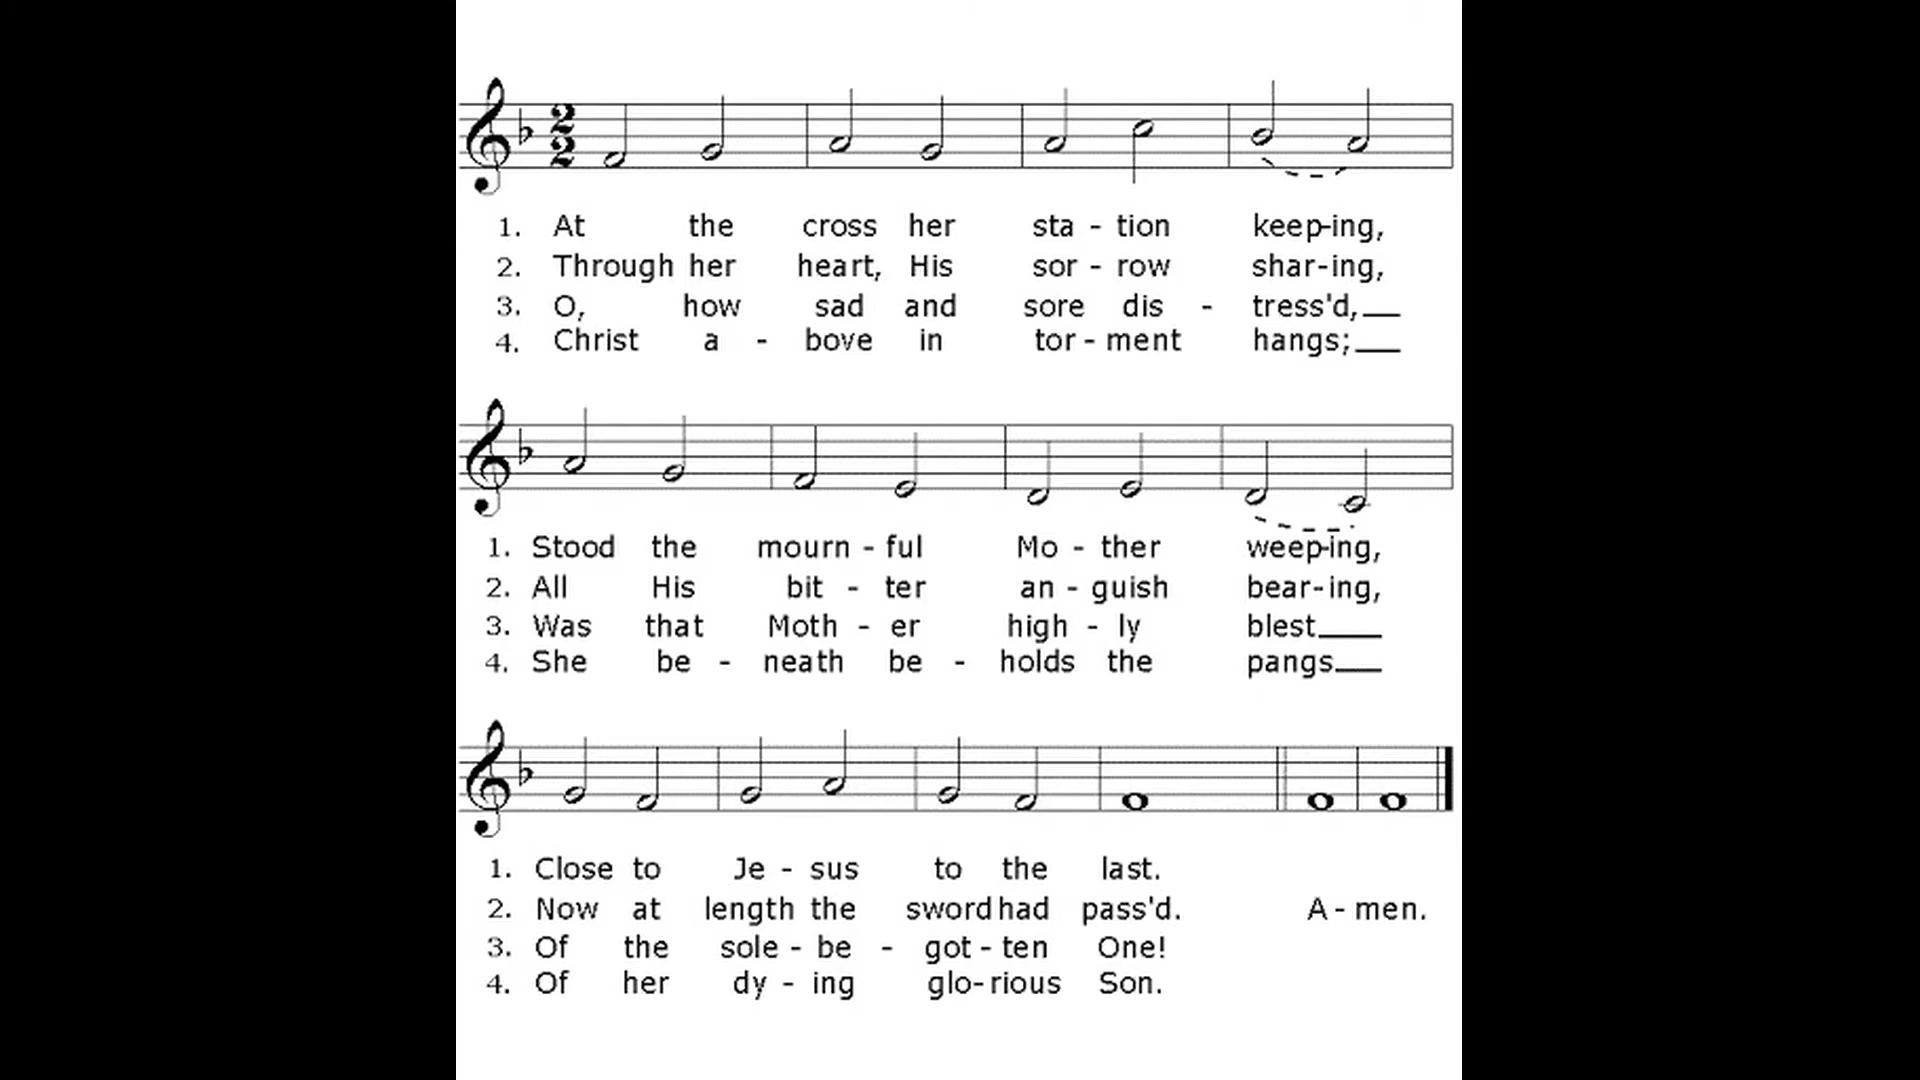 2
2
1. At the cross her sta - tion keep-ing,
2. Through her heart, His sor - row shar-ing,
3. O, how sad and sore dis - tress'd,
4. Christ a - bove in tor - ment hangs;
1. Stood the mourn - ful Mo - ther weep-ing,
2. All His bit - ter an - guish bear-ing,
3. Was that Moth - er high - ly blest
4. She be - neath be - holds the pangs
1. Close to Je - sus to the last.
2. Now at length the sword had pass'd. A - men.
3. Of the sole - be - got - ten One!
4. Of her dy - ing glo- rious Son.